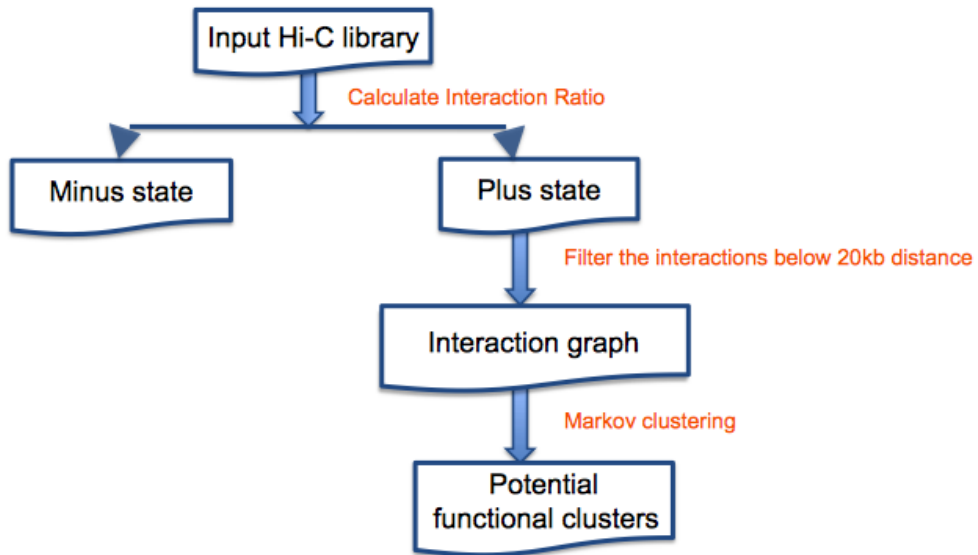 Input Hi-C library
Calculate Interaction Ratio
Minus state
Plus state
Filter the interactions below 20kb distance
Interaction graph
Markov clustering
Potential
functional clusters